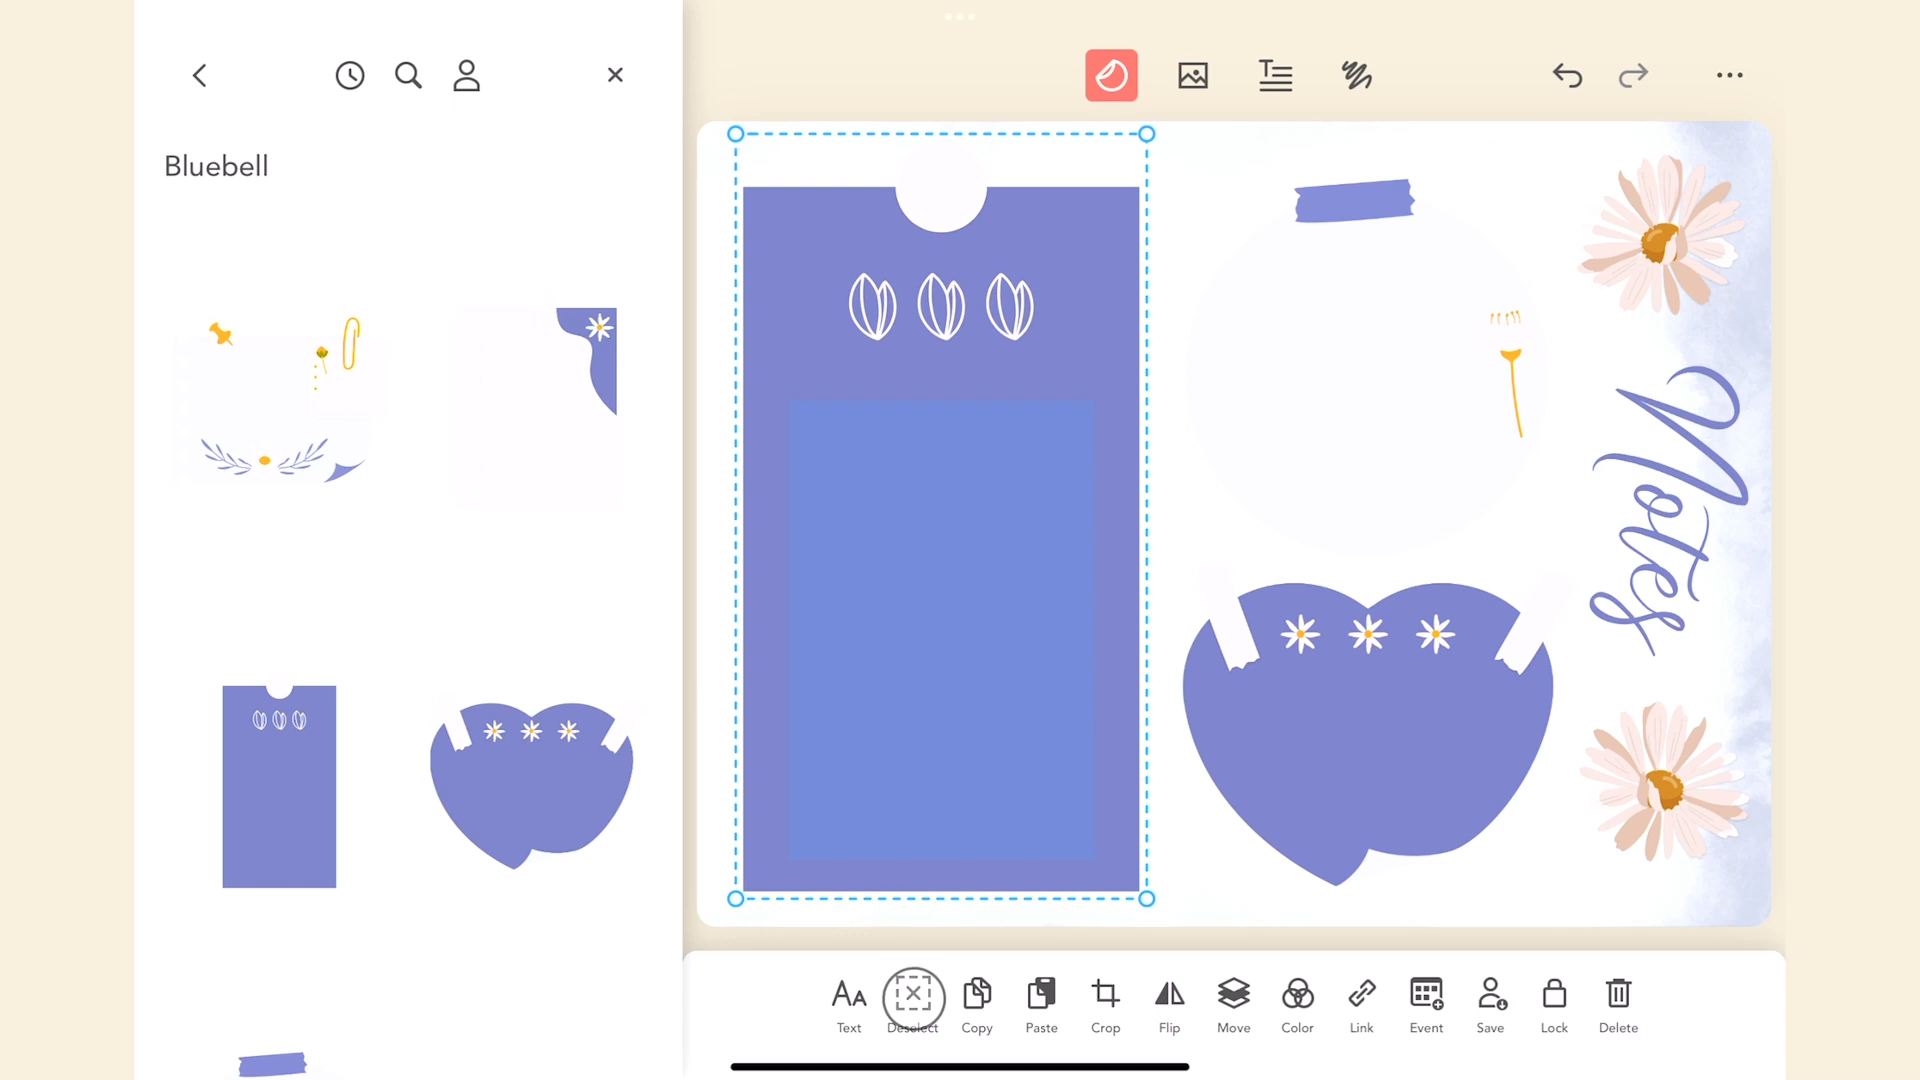 Bluebell
Notes
Text
Deselect
Copy
Paste
Crop
Flip
Move
Color
Link
Event
Save
Lock
Delete